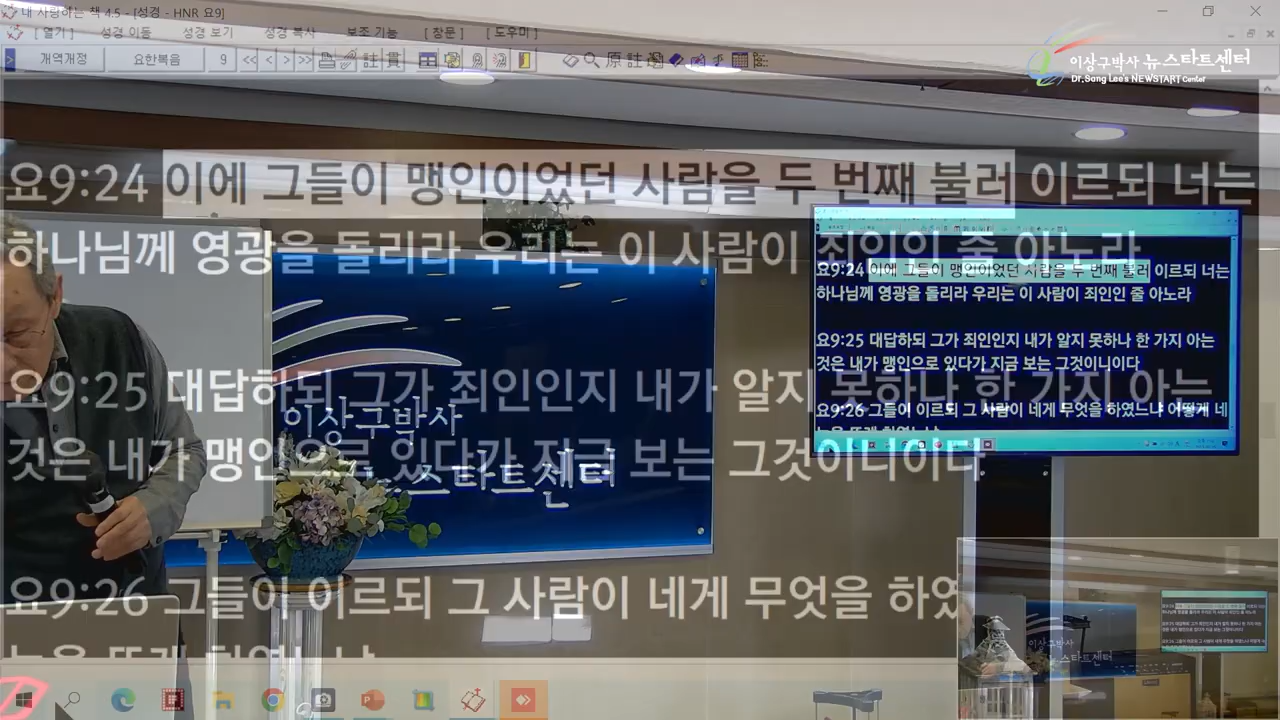 내 사랑하는 책 4.5 - [성경 - HNR 요9]
[ 열기 ] 성경 이동 성경 보기 성경 복사 보조 기능 [ 창문 ] [ 도우미 ]
개역개정 요한복음 9 << < > >> 原 註
이상구박사 뉴스타트센터
Dr.Sang Lee's NEWSTART Center
요9:24 이에 그들이 맹인이었던 사람을 두 번째 불러 이르되 너는
하나님께 영광을 돌리라 우리는 이 사람이 죄인인 줄 아노라
요9:25 대답하되 그가 죄인인지 내가 알지 못하나 한 가지 아는
것은 내가 맹인으로 있다가 지금 보는 그것이니이다
요9:26 그들이 이르되 그 사람이 네게 무엇을 하였
이상구박사
스타트센터
요9:24 이에 그들이 맹인이었던 사람을 두 번째 불러 이르되 너는
하나님께 영광을 돌리라 우리는 이 사람이 죄인인 줄 아노라
요9:25 대답하되 그가 죄인인지 내가 알지 못하나 한 가지 아는
것은 내가 맹인으로 있다가 지금 보는 그것이니이다
요9:26 그들이 이르되 그 사람이 네게 무엇을 하였느냐 어떻게 네
이상구박사
스타트센터